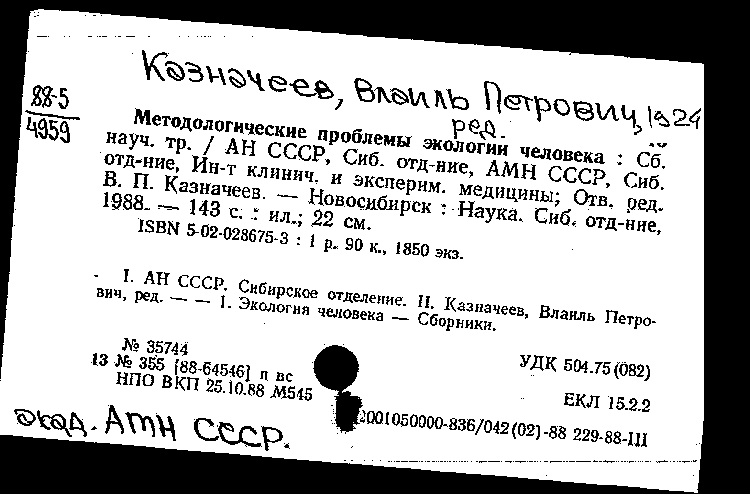 Казначеев, Влаиль Петрович, 1924
ред.
88-5
4959
Методологические проблемы экологии человека : Сб.
науч. тр. / АН СССР, Сиб. отд-ние, АМН СССР, Сиб.
отд-ние, Ин-т клинич. и эксперим. медицины; Отв. ред.
В. П. Казначеев. — Новосибирск : Наука. Сиб. отд-ние,
1988. — 143 с. : ил.; 22 см.
ISBN 5-02-028675-3 : 1 р. 90 к., 1850 экз.
- I. АН СССР. Сибирское отделение. II. Казначеев, Влаиль Петро-
вич, ред. — — 1. Экология человека — Сборники.
№ 35744
УДК 504.75(082)
13 № 355 [88-64546] п вс
НПО ВКП 25.10.88 М545
ЕКЛ 15.2.2
2001050000-836/042(02)-88 229-88-III
акад. АМН СССР.